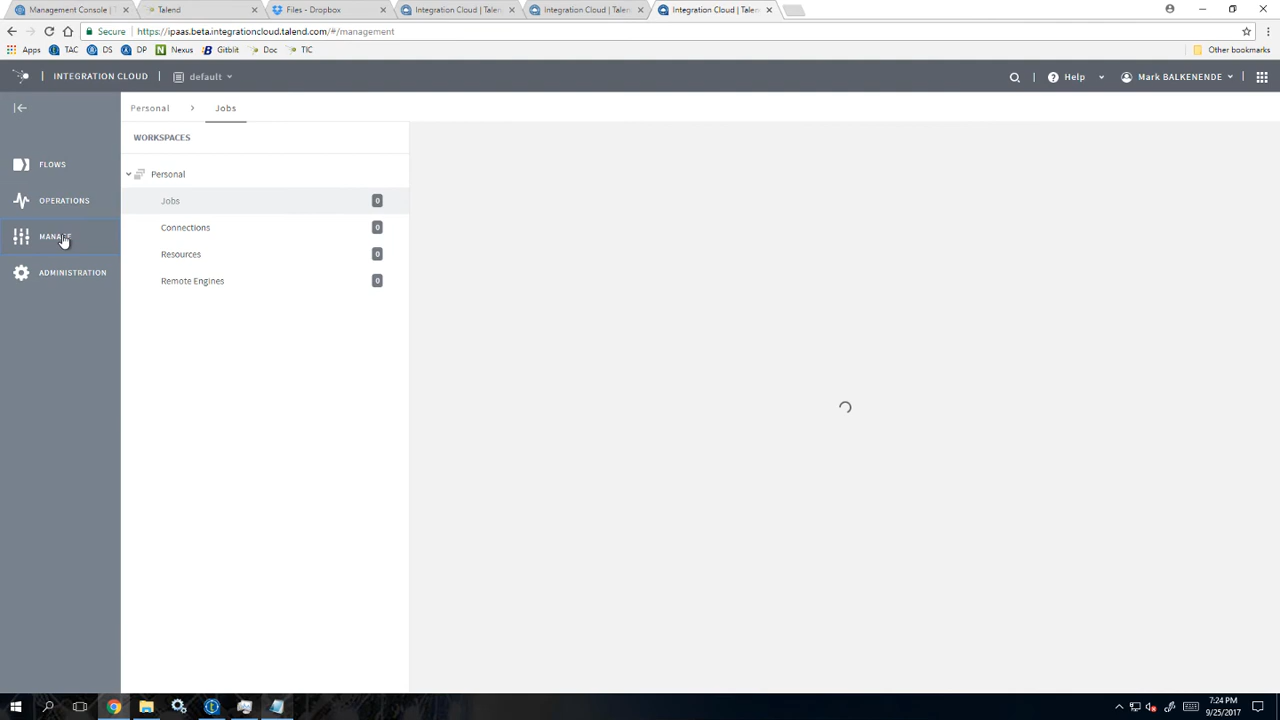 Management Console | T
Talend
Files - Dropbox
Integration Cloud | Talen
Integration Cloud | Talen
Integration Cloud | Talen
Secure
https://ipaas.beta.integrationcloud.talend.com/#/management
Apps TAC DS DP Nexus Gitblit Doc TIC Other bookmarks
INTEGRATION CLOUD default Help Mark BALKENENDE
Personal Jobs
WORKSPACES
FLOWS
Personal
OPERATIONS
Jobs 0
Connections 0
MANAGE
Resources 0
ADMINISTRATION
Remote Engines 0
7:24 PM
9/25/2017